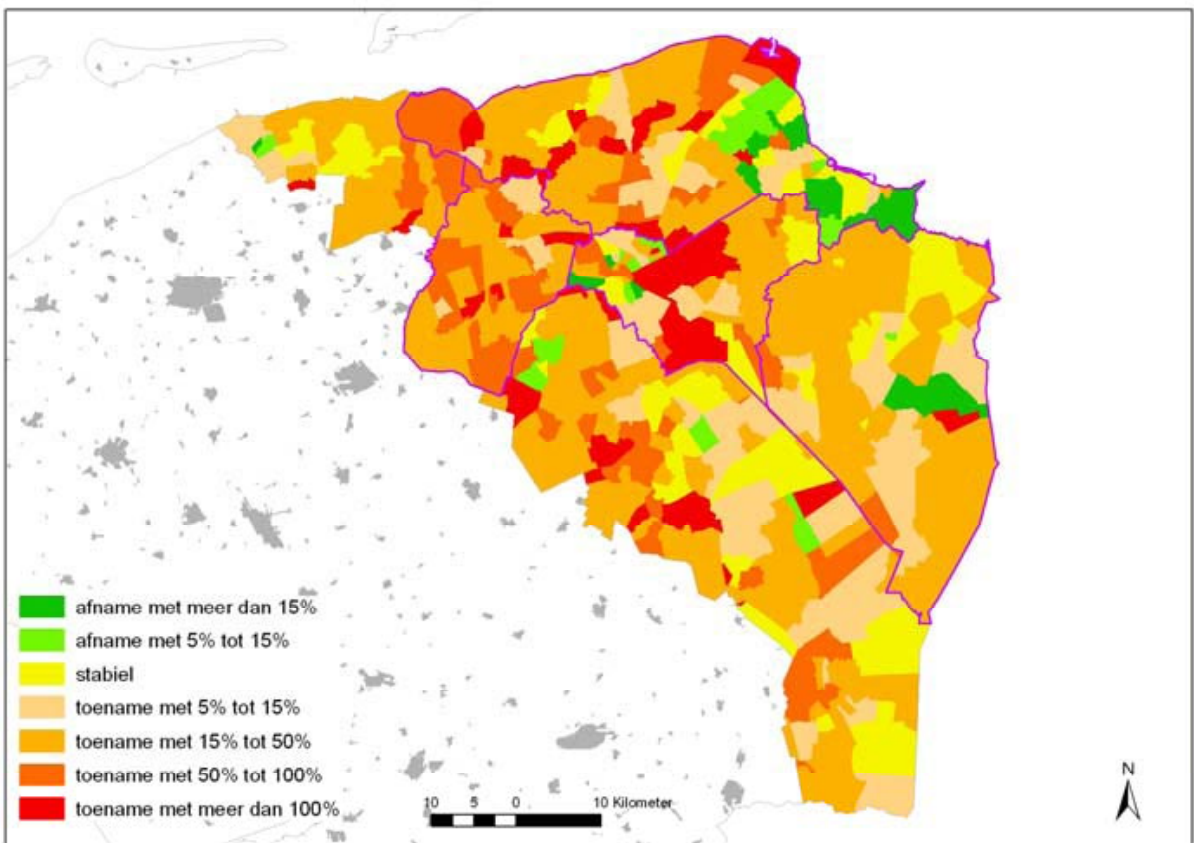 afname met meer dan 15%
afname met 5% tot 15%
stabiel
toename met 5% tot 15%
toename met 15% tot 50%
toename met 50% tot 100%
toename met meer dan 100%
10 5 0 10 Kilometer
N